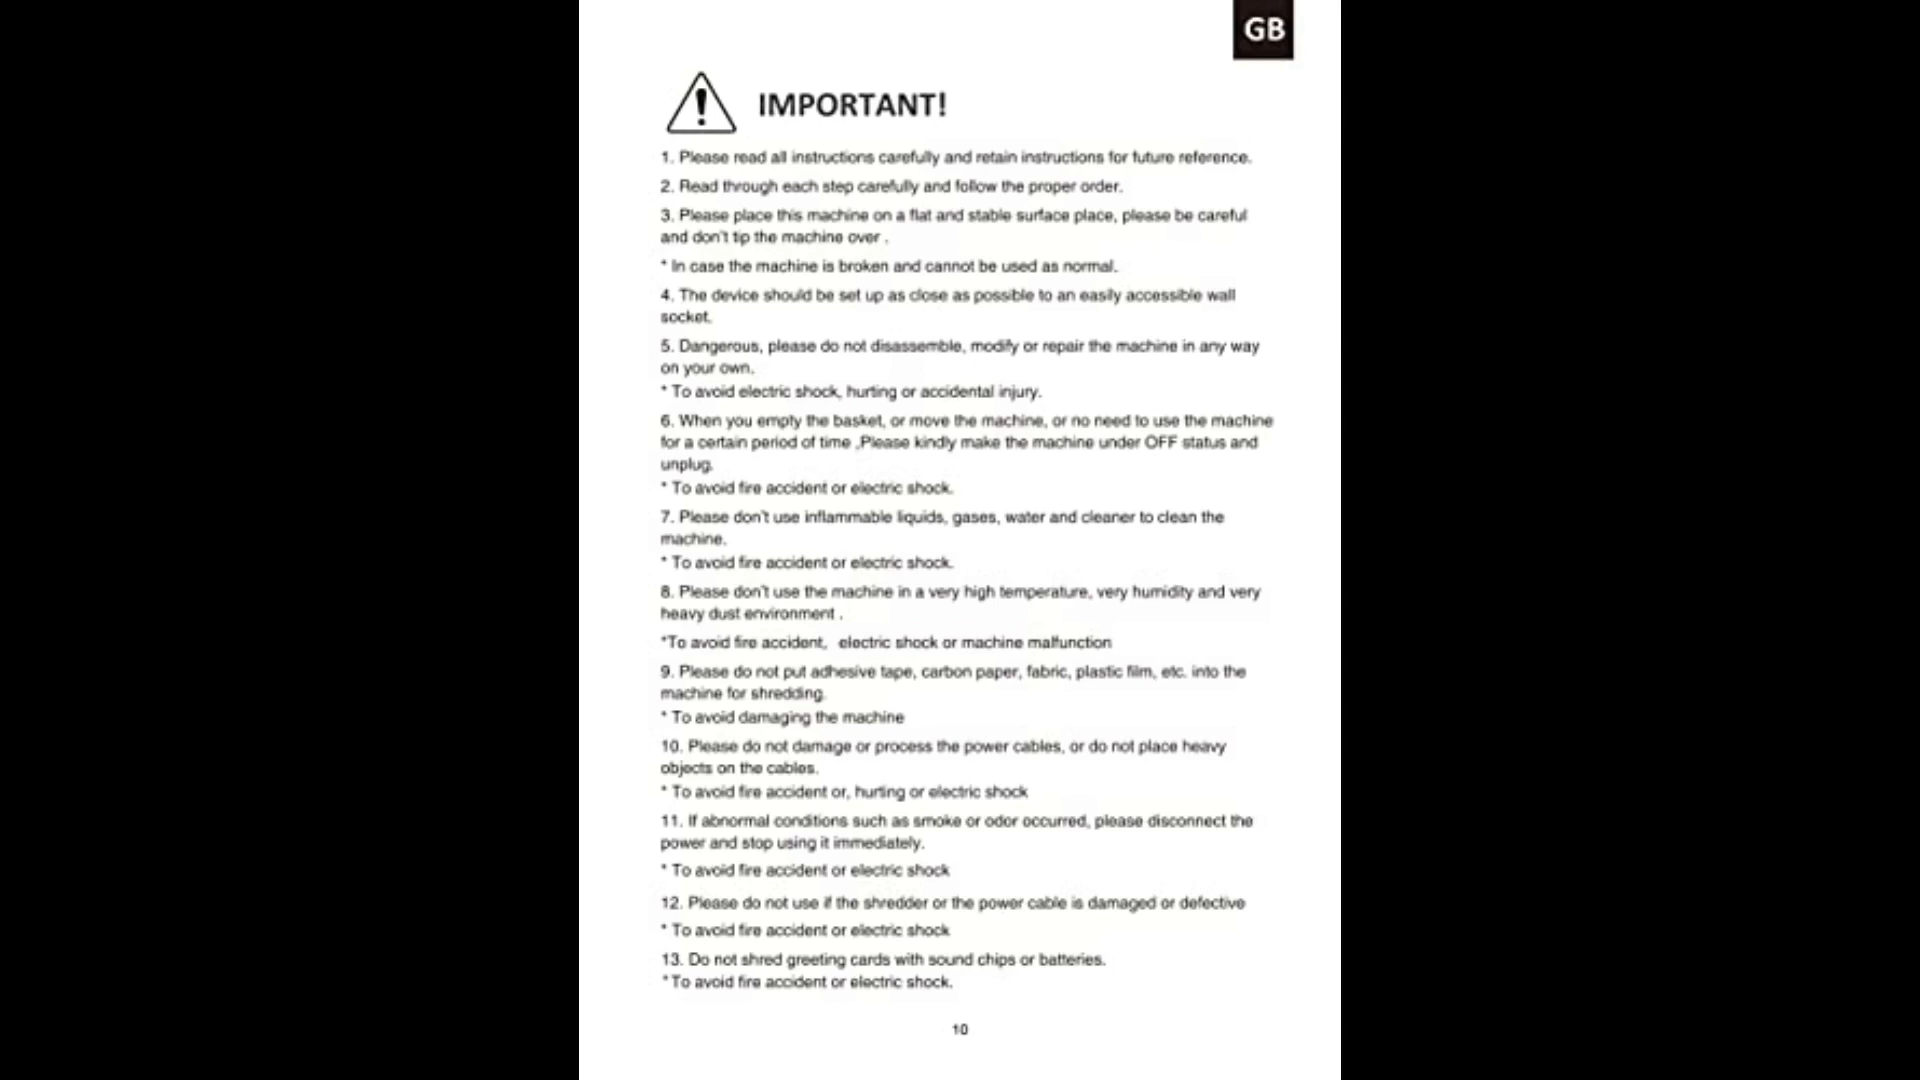 GB
IMPORTANT!
1. Please read all instructions carefully and retain instructions for future reference.
2. Read through each step carefully and follow the proper order.
3. Please place this machine on a flat and stable surface place, please be careful
and don't tip the machine over .
* In case the machine is broken and cannot be used as normal.
4. The device should be set up as close as possible to an easily accessible wall
socket.
5. Dangerous, please do not disassemble, modify or repair the machine in any way
on your own.
* To avoid electric shock, hurting or accidental injury.
6. When you empty the basket, or move the machine, or no need to use the machine
for a certain period of time ,Please kindly make the machine under OFF status and
unplug.
* To avoid fire accident or electric shock.
7. Please don't use inflammable liquids, gases, water and cleaner to clean the
machine.
* To avoid fire accident or electric shock.
8. Please don't use the machine in a very high temperature, very humidity and very
heavy dust environment .
*To avoid fire accident,  electric shock or machine malfunction
9. Please do not put adhesive tape, carbon paper, fabric, plastic film, etc. into the
machine for shredding.
* To avoid damaging the machine
10. Please do not damage or process the power cables, or do not place heavy
objects on the cables.
* To avoid fire accident or, hurting or electric shock
11. If abnormal conditions such as smoke or odor occurred, please disconnect the
power and stop using it immediately.
* To avoid fire accident or electric shock
12. Please do not use if the shredder or the power cable is damaged or defective
* To avoid fire accident or electric shock
13. Do not shred greeting cards with sound chips or batteries.
*To avoid fire accident or electric shock.
10